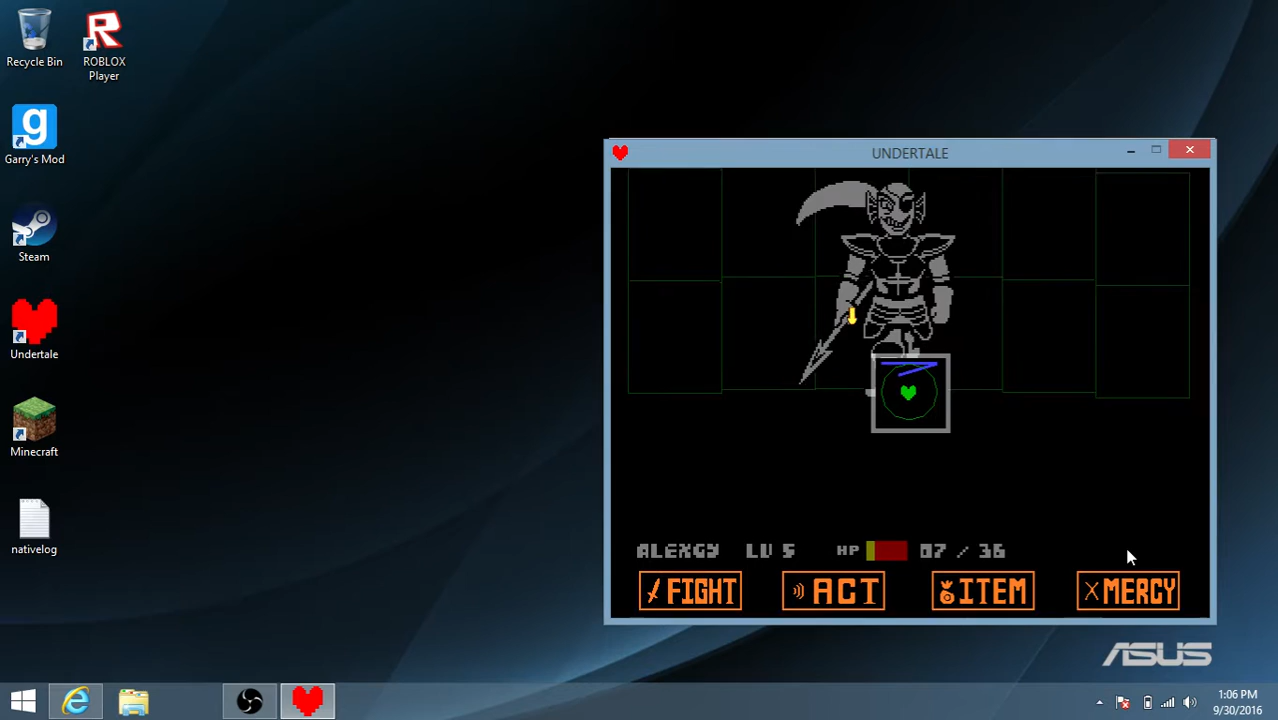 Recycle Bin
ROBLOX
Player
Garry's Mod
Steam
Undertale
Minecraft
nativelog
UNDERTALE
ALEXGY LV 5 HP 07 / 36
FIGHT ACT ITEM MERCY
ASUS
1:06 PM
9/30/2016